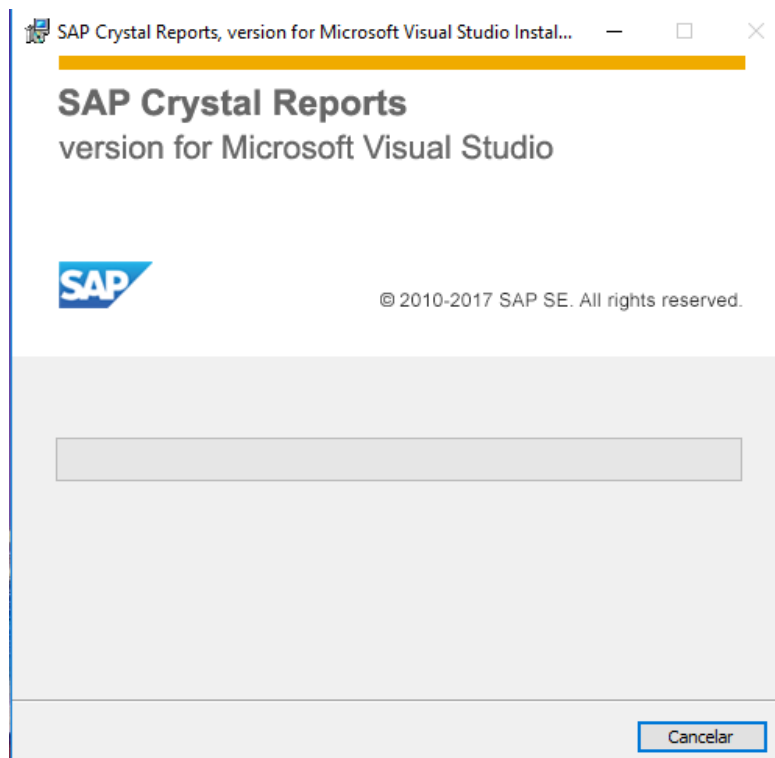 SAP Crystal Reports, version for Microsoft Visual Studio Instal...
SAP Crystal Reports
version for Microsoft Visual Studio
SAP
© 2010-2017 SAP SE. All rights reserved.
Cancelar